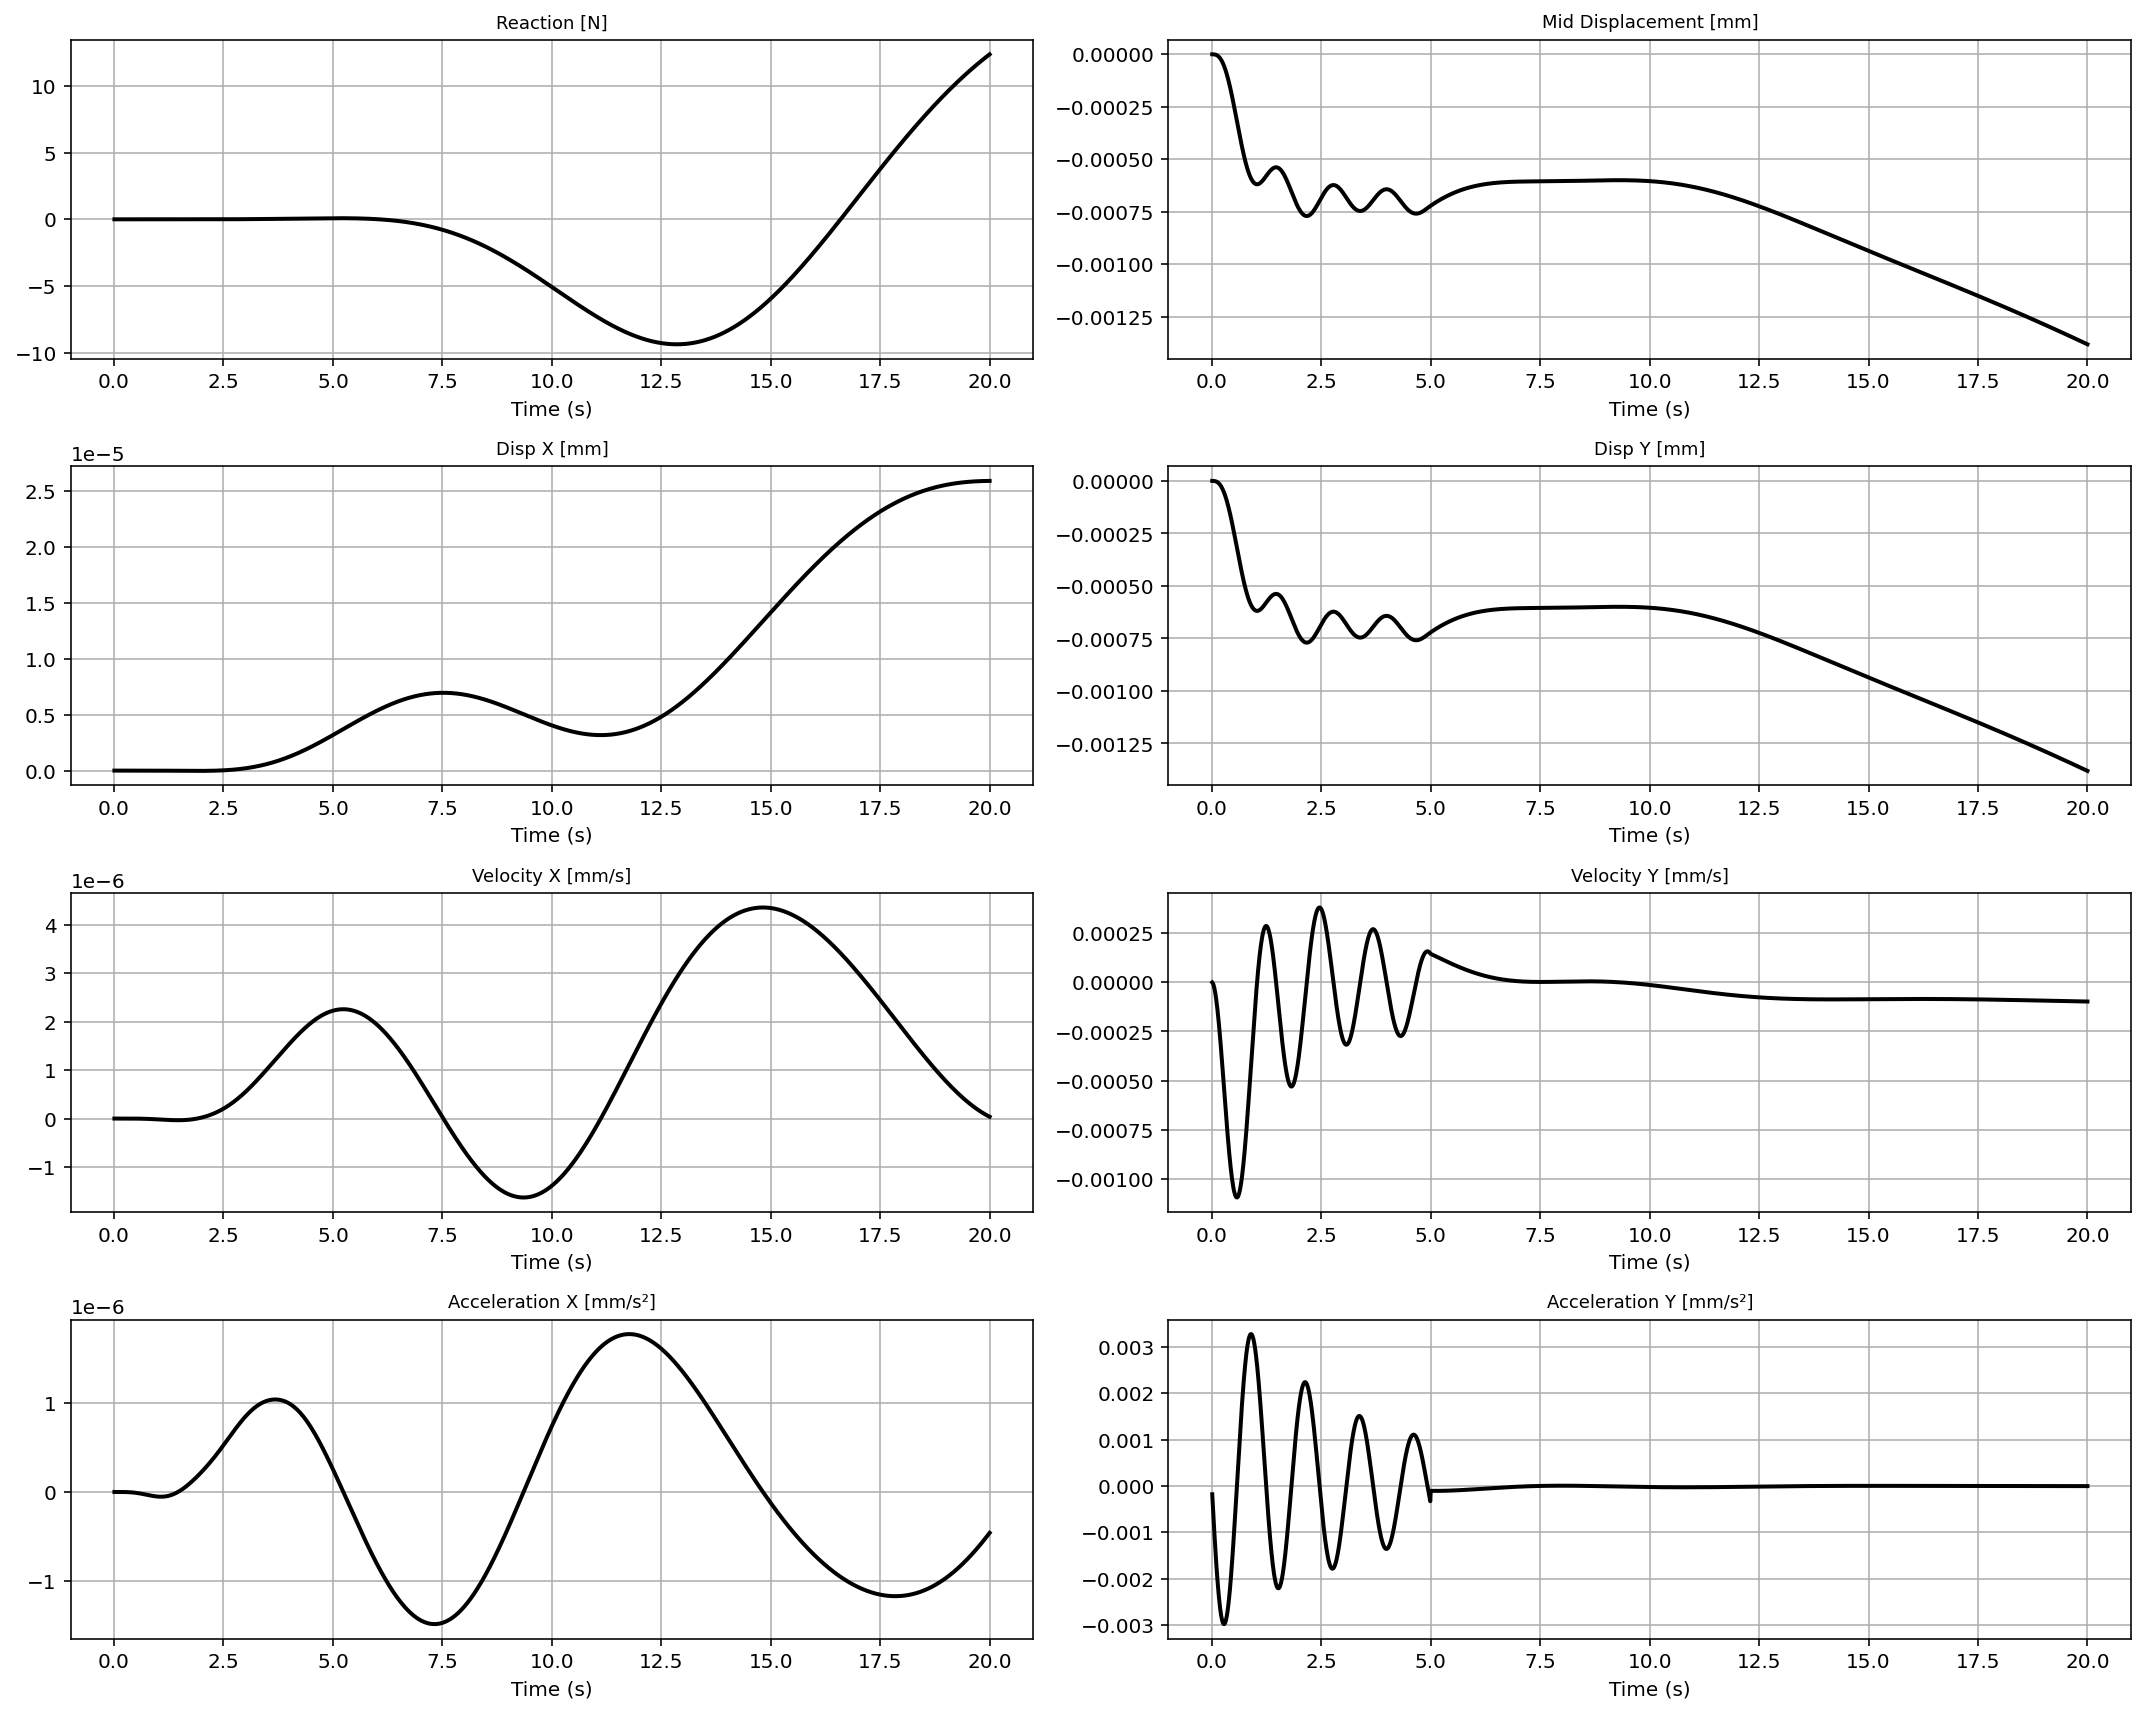 Reaction [N]
10
5
0
−5
−10
0.0 2.5 5.0 7.5 10.0 12.5 15.0 17.5 20.0
Time (s)
Mid Displacement [mm]
0.00000
−0.00025
−0.00050
−0.00075
−0.00100
−0.00125
0.0 2.5 5.0 7.5 10.0 12.5 15.0 17.5 20.0
Time (s)
Disp X [mm]
1e−5
2.5
2.0
1.5
1.0
0.5
0.0
0.0 2.5 5.0 7.5 10.0 12.5 15.0 17.5 20.0
Time (s)
Disp Y [mm]
0.00000
−0.00025
−0.00050
−0.00075
−0.00100
−0.00125
0.0 2.5 5.0 7.5 10.0 12.5 15.0 17.5 20.0
Time (s)
Velocity X [mm/s]
1e−6
4
3
2
1
0
−1
0.0 2.5 5.0 7.5 10.0 12.5 15.0 17.5 20.0
Time (s)
Velocity Y [mm/s]
0.00025
0.00000
−0.00025
−0.00050
−0.00075
−0.00100
0.0 2.5 5.0 7.5 10.0 12.5 15.0 17.5 20.0
Time (s)
Acceleration X [mm/s²]
1e−6
1
0
−1
0.0 2.5 5.0 7.5 10.0 12.5 15.0 17.5 20.0
Time (s)
Acceleration Y [mm/s²]
0.003
0.002
0.001
0.000
−0.001
−0.002
−0.003
0.0 2.5 5.0 7.5 10.0 12.5 15.0 17.5 20.0
Time (s)